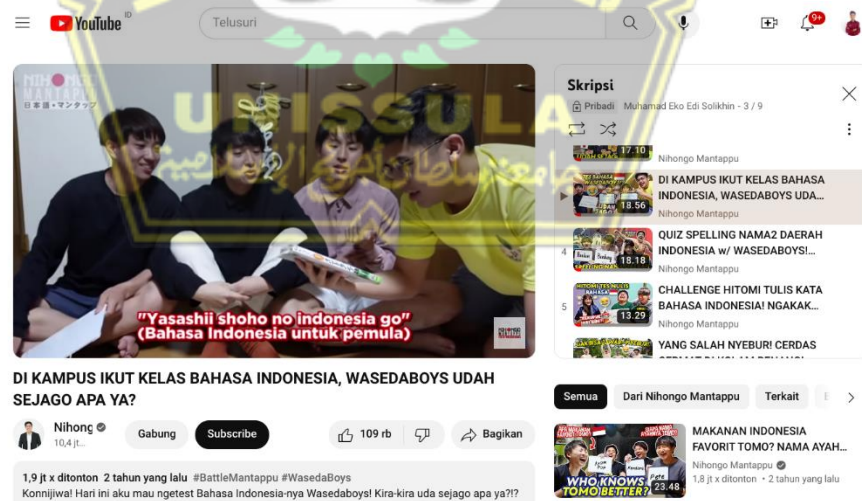 YouTube ID
Telusuri
9+
NIHONGO
MANTAPPU
日本語・マンタップ
UNISSULA
جامعة سلطان أجونج الإسلامية
"Yasashii shoho no indonesia go"
(Bahasa Indonesia untuk pemula)
DI KAMPUS IKUT KELAS BAHASA INDONESIA, WASEDABOYS UDAH
SEJAGO APA YA?
Nihong
10,4 jt...
Gabung
Subscribe
109 rb
Bagikan
1,9 jt x ditonton 2 tahun yang lalu #BattleMantappu #WasedaBoys
Konnijiwa! Hari ini aku mau ngetest Bahasa Indonesia-nya Wasedaboys! Kira-kira uda sejago apa ya?!?
Skripsi
Pribadi Muhamad Eko Edi Solikhin - 3 / 9
17.10
Nihongo Mantappu
18.56
DI KAMPUS IKUT KELAS BAHASA
INDONESIA, WASEDABOYS UDA...
Nihongo Mantappu
4
18.18
QUIZ SPELLING NAMA2 DAERAH
INDONESIA w/ WASEDABOYS!...
Nihongo Mantappu
5
13.29
CHALLENGE HITOMI TULIS KATA
BAHASA INDONESIA! NGAKAK...
Nihongo Mantappu
YANG SALAH NYEBUR! CERDAS
Semua
Dari Nihongo Mantappu
Terkait
WHO KNOWS
TOMO BETTER?
23.48
MAKANAN INDONESIA
FAVORIT TOMO? NAMA AYAH...
Nihongo Mantappu
1,8 jt x ditonton • 2 tahun yang lalu